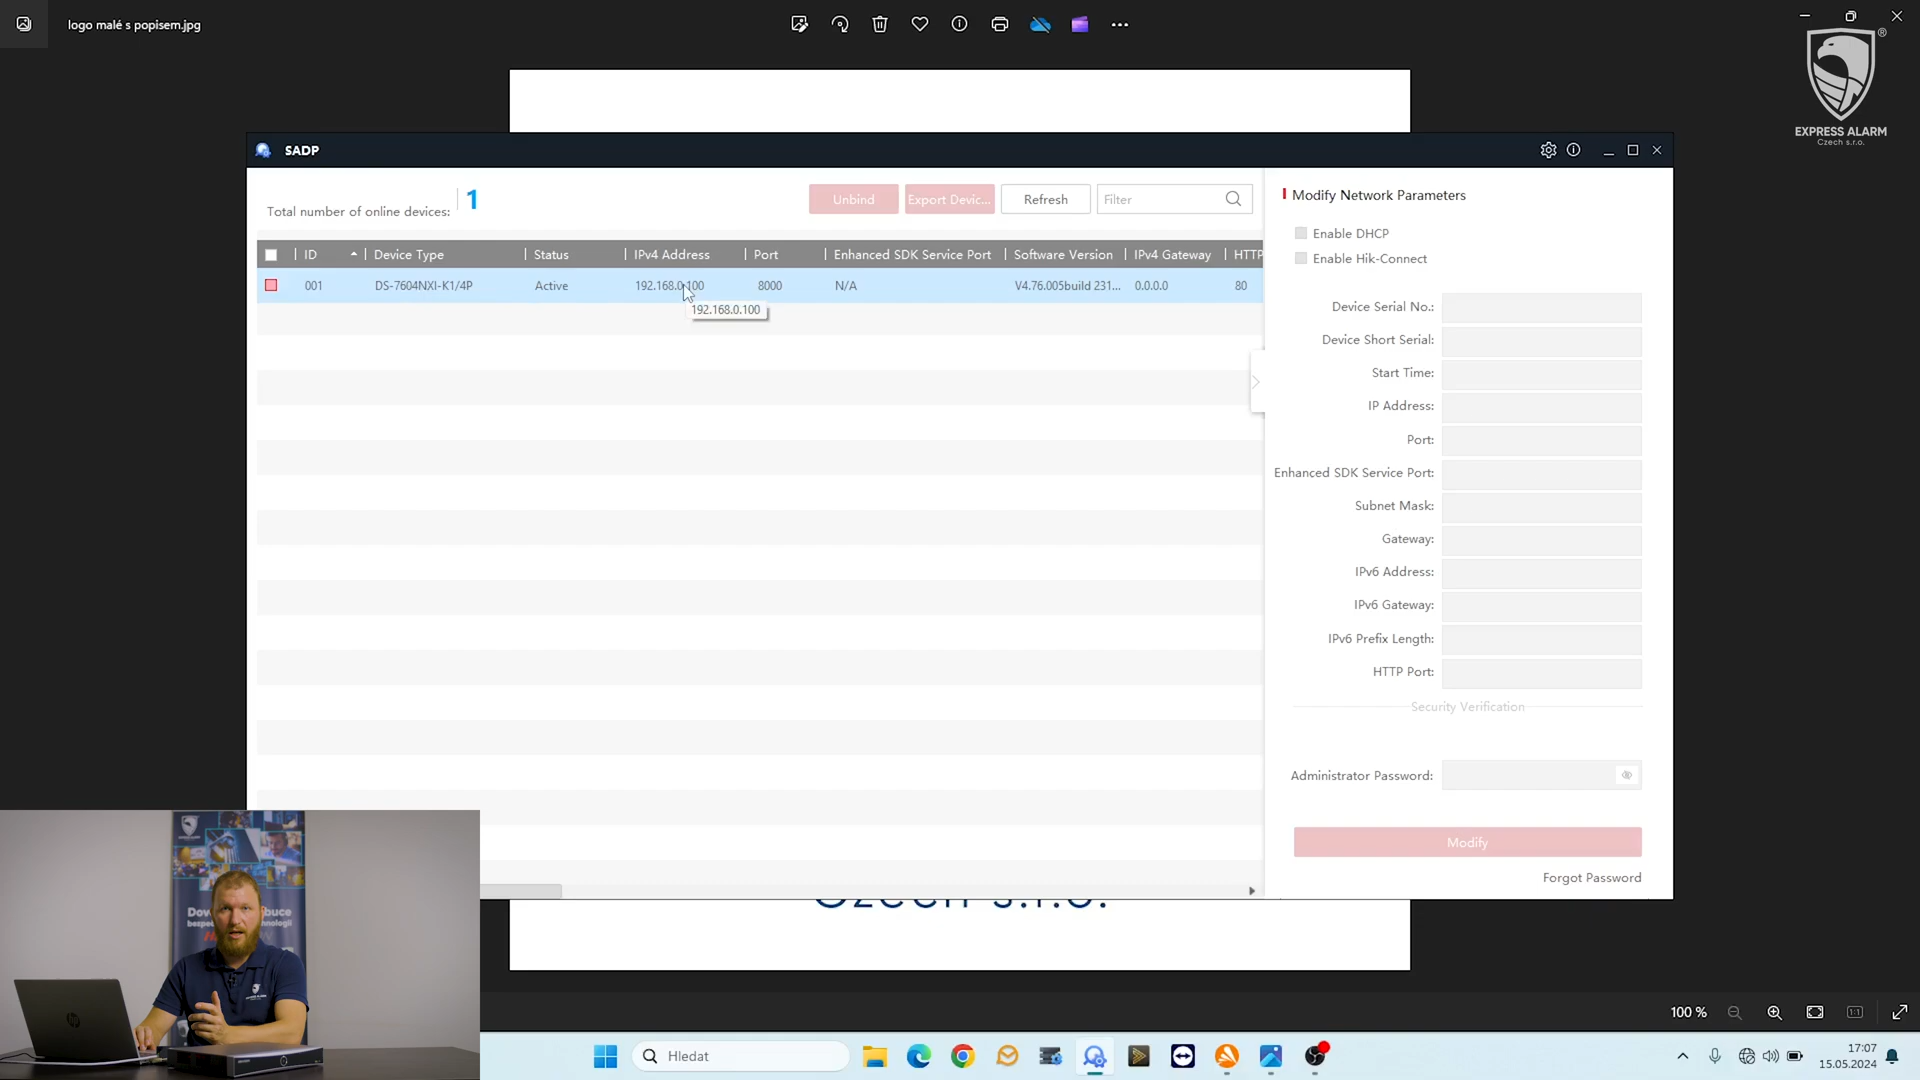 logo malé s popisem.jpg
EXPRESS ALARM
Czech s.r.o.
SADP
Total number of online devices: 1
Unbind
Export Devic...
Refresh
Filter
ID
Device Type
Status
IPv4 Address
Port
Enhanced SDK Service Port
Software Version
IPv4 Gateway
HTTP
001
DS-7604NXI-K1/4P
Active
192.168.0.100
8000
N/A
V4.76.005build 231...
0.0.0.0
80
192.168.0.100
Modify Network Parameters
Enable DHCP
Enable Hik-Connect
Device Serial No.:
Device Short Serial:
Start Time:
IP Address:
Port:
Enhanced SDK Service Port:
Subnet Mask:
Gateway:
IPv6 Address:
IPv6 Gateway:
IPv6 Prefix Length:
HTTP Port:
Security Verification
Administrator Password:
Modify
Forgot Password
Czech s.r.o.
100 %
Hledat
17:07
15.05.2024